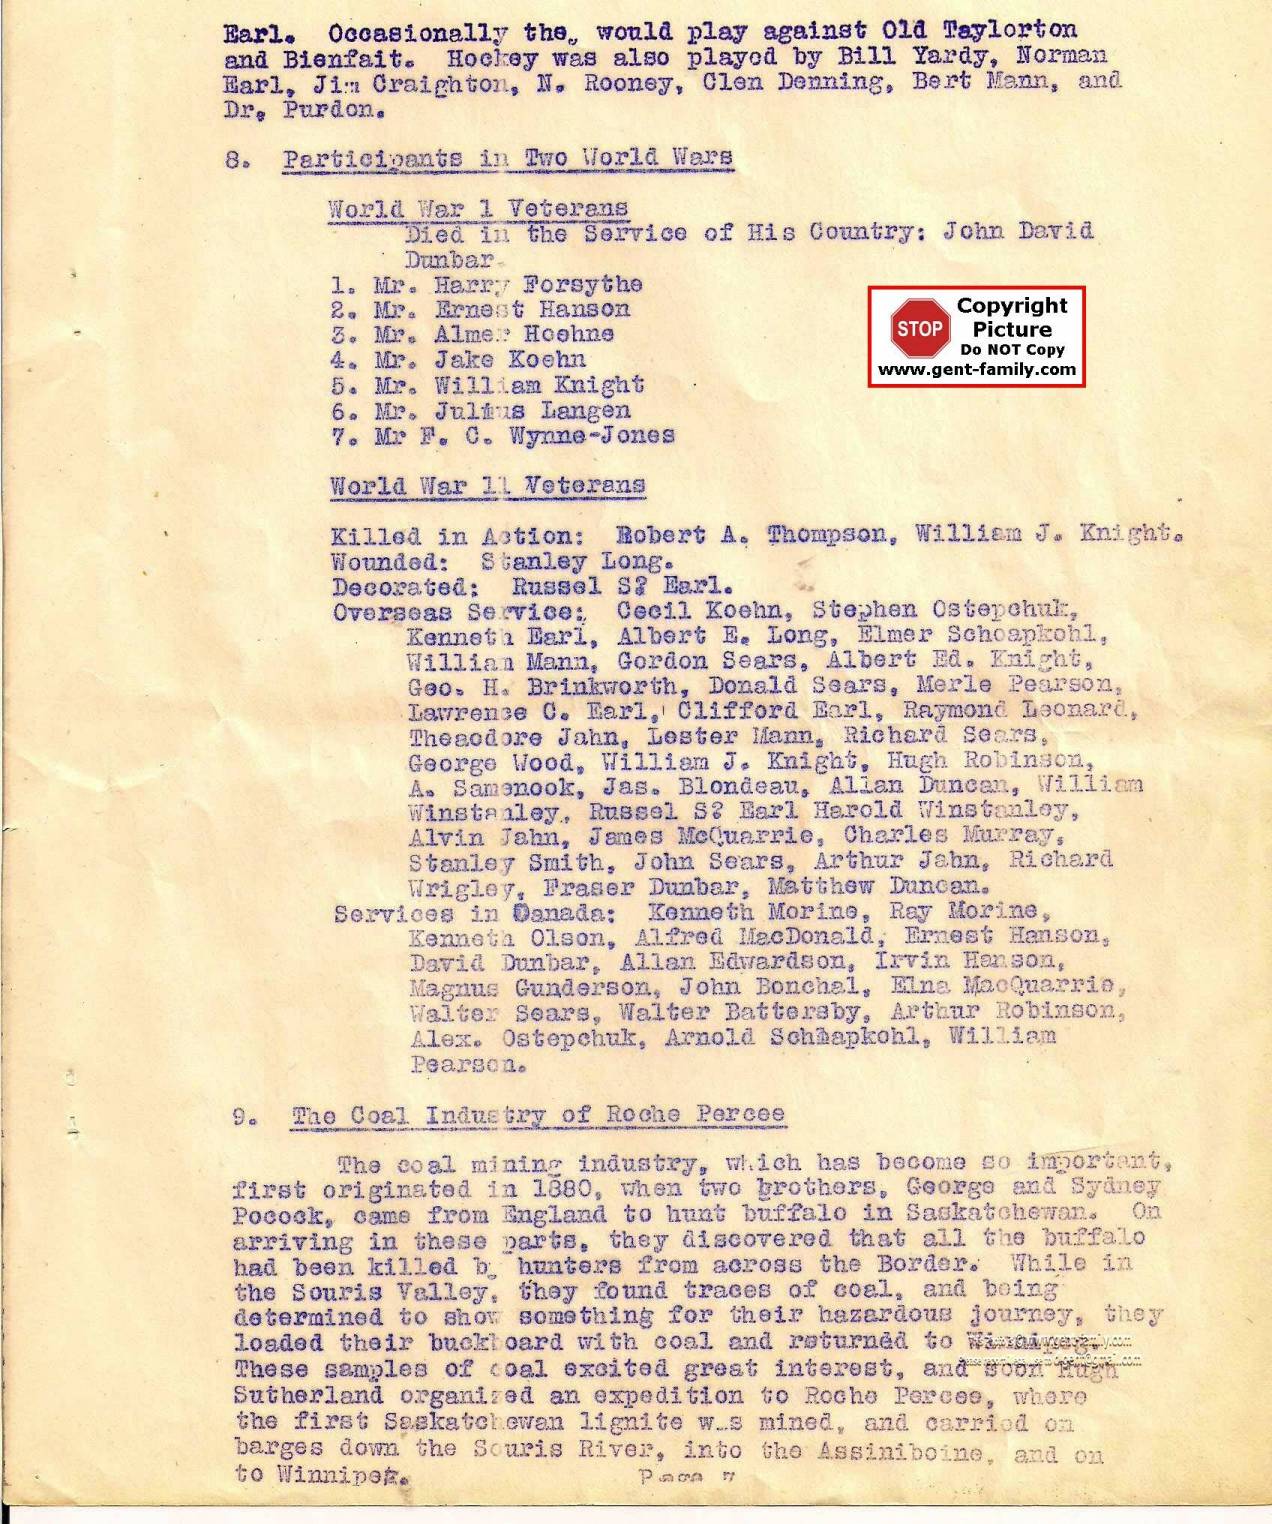 Earl. Occasionally the would play against Old Taylorton
and Bienfait. Hockey was also played by Bill Yardy, Norman
Earl, Jim Craighton, N. Rooney, Clen Denning, Bert Mann, and
Dr. Purdon.
8. Participants in Two World Wars
World War 1 Veterans
Died in the Service of His Country: John David
Dunbar
1. Mr. Harry Forsythe
2. Mr. Ernest Hanson
3. Mr. Almer Hoehne
4. Mr. Jake Koehn
5. Mr. William Knight
6. Mr. Julius Langen
7. Mr F. C. Wynne-Jones
STOP
Copyright
Picture
Do NOT Copy
www.gent-family.com
World War 11 Veterans
Killed in Action: Robert A. Thompson, William J. Knight.
Wounded: Stanley Long.
Decorated: Russel S? Earl.
Overseas Service: Cecil Koehn, Stephen Ostepchuk,
Kenneth Earl, Albert E. Long, Elmer Schoapkohl,
William Mann, Gordon Sears, Albert Ed. Knight,
Geo. H. Brinkworth, Donald Sears, Merle Pearson,
Lawrence C. Earl, Clifford Earl, Raymond Leonard,
Theaodore Jahn, Lester Mann, Richard Sears,
George Wood, William J. Knight, Hugh Robinson,
A. Samenook, Jas. Blondeau, Allan Duncan, William
Winstanley, Russel S? Earl Harold Winstanley,
Alvin Jahn, James McQuarrie, Charles Murray,
Stanley Smith, John Sears, Arthur Jahn, Richard
Wrigley, Fraser Dunbar, Matthew Duncan.
Services in Canada: Kenneth Morine, Ray Morine,
Kenneth Olson, Alfred MacDonald, Ernest Hanson,
David Dunbar, Allan Edwardson, Irvin Hanson,
Magnus Gunderson, John Bonchal, Elna MacQuarrie,
Walter Sears, Walter Battersby, Arthur Robinson,
Alex. Ostepchuk, Arnold Schaapkohl, William
Pearson.
9. The Coal Industry of Roche Percee
The coal mining industry, which has become so important,
first originated in 1880, when two brothers, George and Sydney
Pocock, came from England to hunt buffalo in Saskatchewan. On
arriving in these parts, they discovered that all the buffalo
had been killed by hunters from across the Border. While in
the Souris Valley, they found traces of coal, and being
determined to show something for their hazardous journey, they
loaded their buckboard with coal and returned to Winnipeg.
These samples of coal excited great interest, and soon Hugh
Sutherland organized an expedition to Roche Percee, where
the first Saskatchewan lignite was mined, and carried on
barges down the Souris River, into the Assiniboine, and on
to Winnipeg.
Page 7